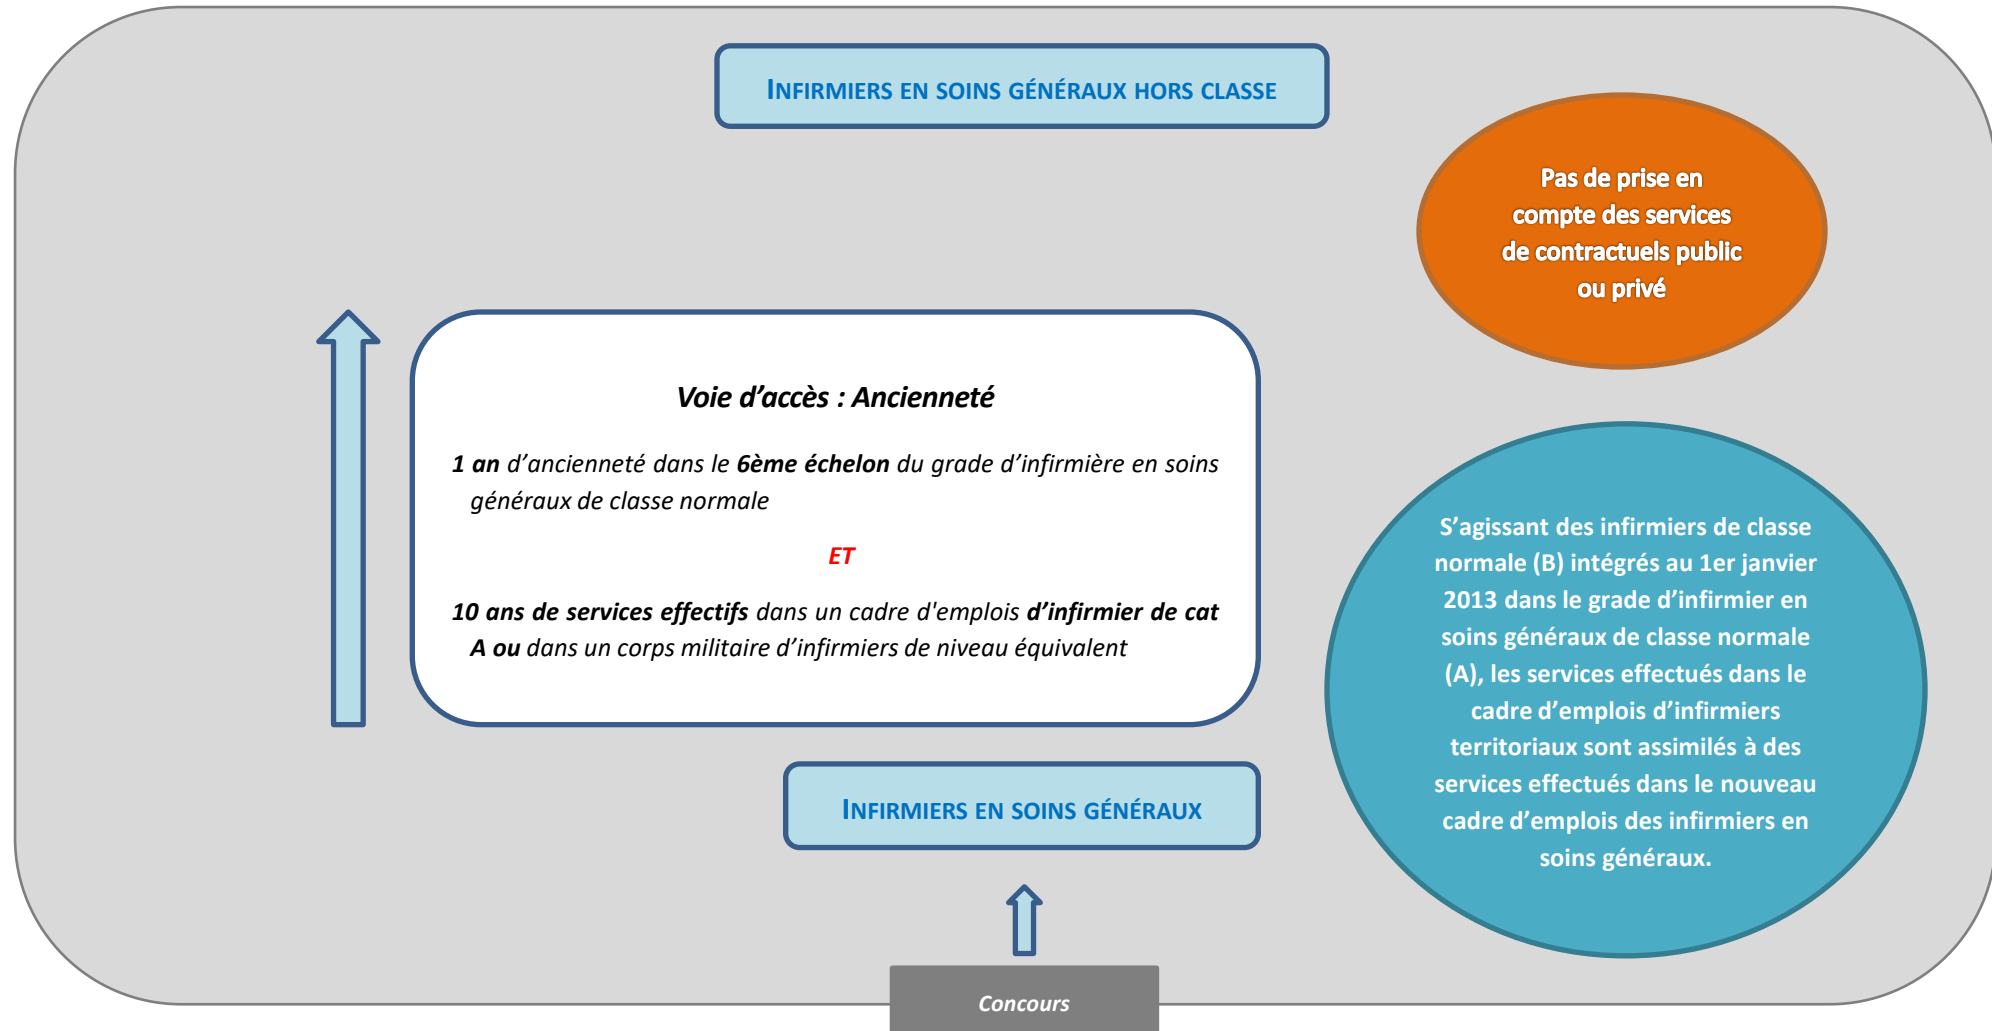 INFIRMIERS EN SOINS GÉNÉRAUX HORS CLASSE
Pas de prise en
compte des services
de contractuels public
ou privé
Voie d’accès : Ancienneté
1 an d’ancienneté dans le 6ème échelon du grade d’infirmière en soins
généraux de classe normale
ET
10 ans de services effectifs dans un cadre d'emplois d’infirmier de cat
A ou dans un corps militaire d’infirmiers de niveau équivalent
S’agissant des infirmiers de classe
normale (B) intégrés au 1er janvier
2013 dans le grade d’infirmier en
soins généraux de classe normale
(A), les services effectués dans le
cadre d’emplois d’infirmiers
territoriaux sont assimilés à des
services effectués dans le nouveau
cadre d’emplois des infirmiers en
soins généraux.
INFIRMIERS EN SOINS GÉNÉRAUX
Concours